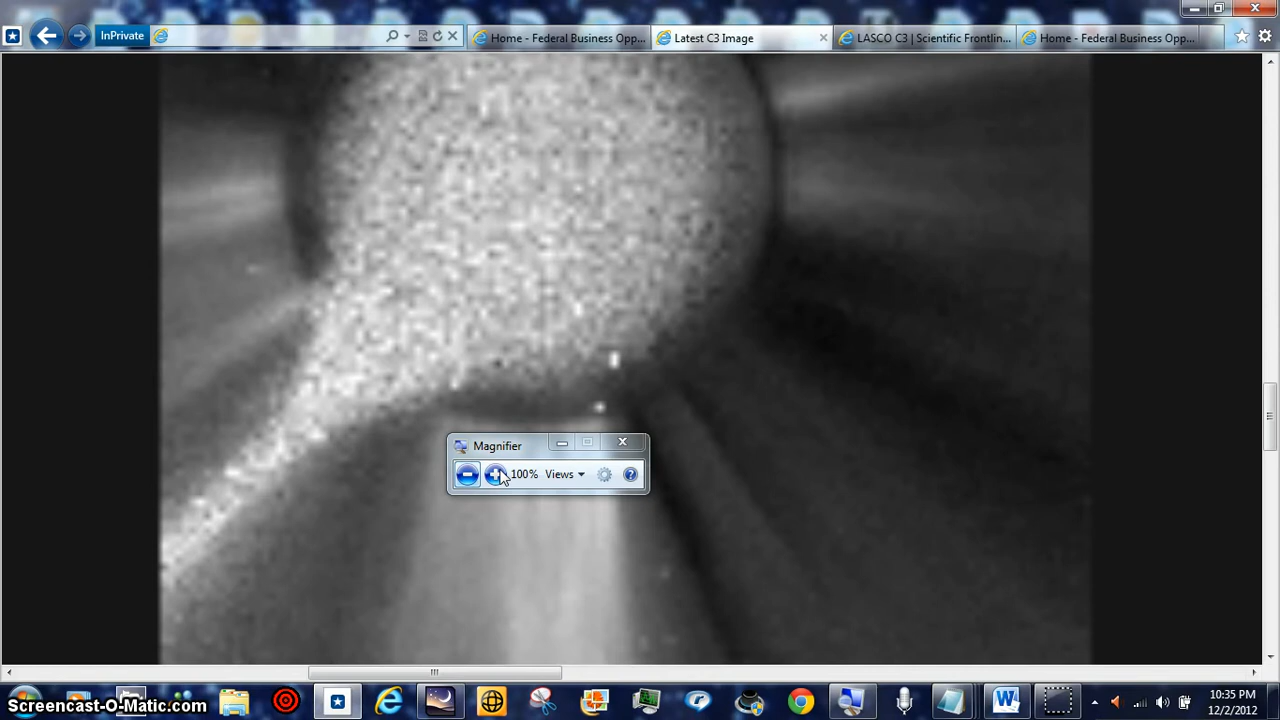 InPrivate
Home - Federal Business Opp...
Latest C3 Image
LASCO C3 | Scientific Frontlin...
Home - Federal Business Opp...
Magnifier
100%
Views
Screencast-O-Matic.com
10:35 PM
12/2/2012